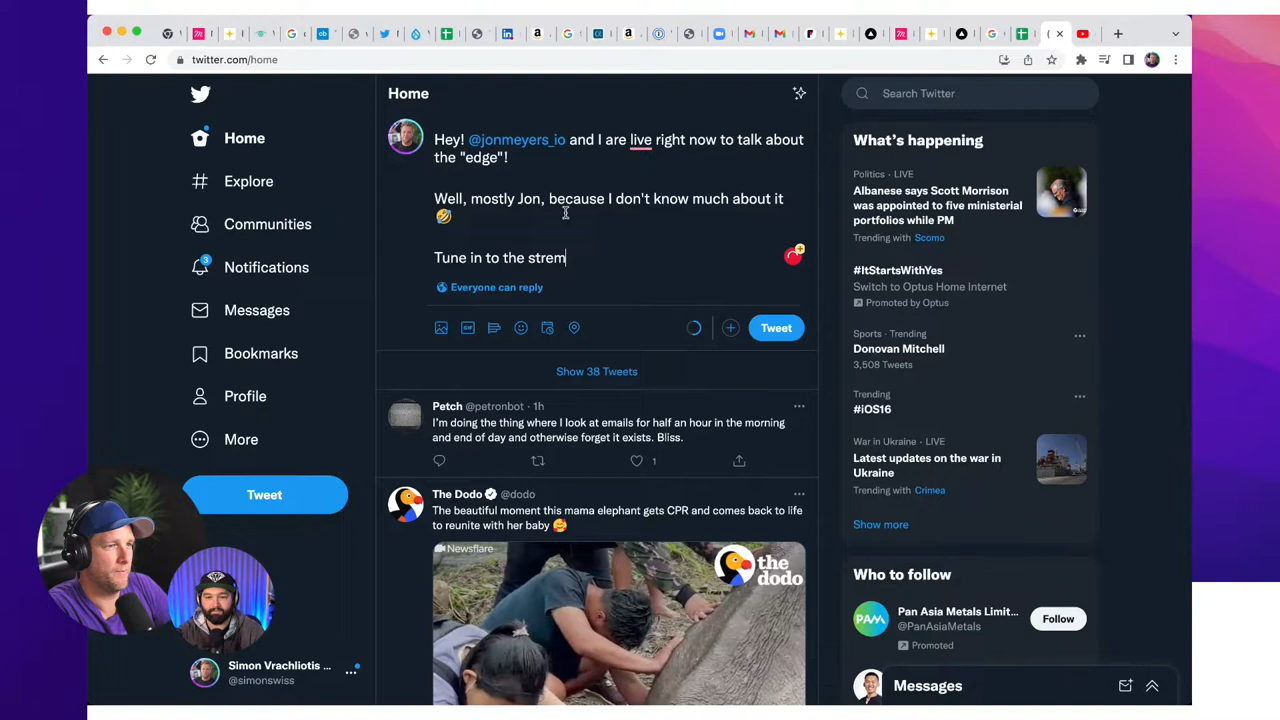 twitter.com/home
Home
Explore
Communities
3
Notifications
Messages
Bookmarks
Profile
More
Tweet
Simon Vrachliotis ...
@simonswiss
Home
Hey! @jonmeyers_io and I are live right now to talk about
the "edge"!
Well, mostly Jon, because I don't know much about it
🤣
Tune in to the strem
Everyone can reply
GIF
Tweet
Show 38 Tweets
Petch @petronbot · 1h
I'm doing the thing where I look at emails for half an hour in the morning
and end of day and otherwise forget it exists. Bliss.
1
The Dodo @dodo
The beautiful moment this mama elephant gets CPR and comes back to life
to reunite with her baby 🥰
Newsflare
the
dodo
Search Twitter
What's happening
Politics · LIVE
Albanese says Scott Morrison
was appointed to five ministerial
portfolios while PM
Trending with Scomo
#ItStartsWithYes
Switch to Optus Home Internet
Promoted by Optus
Sports · Trending
Donovan Mitchell
3,508 Tweets
Trending
#iOS16
War in Ukraine · LIVE
Latest updates on the war in
Ukraine
Trending with Crimea
Show more
Who to follow
PAM
Pan Asia Metals Limit...
@PanAsiaMetals
Promoted
Follow
Messages